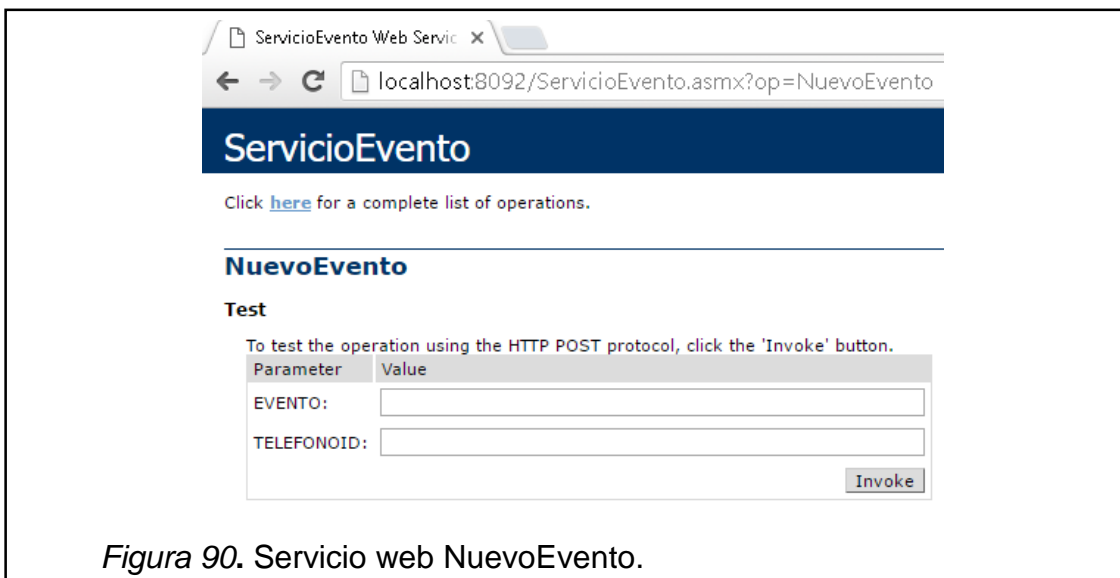 ServicioEvento Web Servic
localhost:8092/ServicioEvento.asmx?op=NuevoEvento
ServicioEvento
Click here for a complete list of operations.
NuevoEvento
Test
To test the operation using the HTTP POST protocol, click the 'Invoke' button.
Parameter Value
EVENTO:
TELEFONOID:
Invoke
Figura 90. Servicio web NuevoEvento.